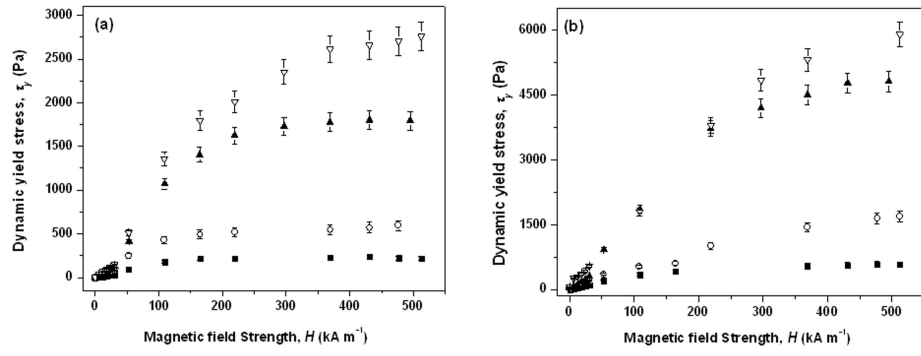 (a)
Dynamic yield stress, τy (Pa)
3000
2500
2000
1500
1000
500
0
0 100 200 300 400 500
Magnetic field Strength, H (kA m⁻¹)
(b)
Dynamic yield stress, τy (Pa)
6000
4500
3000
1500
0
0 100 200 300 400 500
Magnetic field Strength, H (kA m⁻¹)